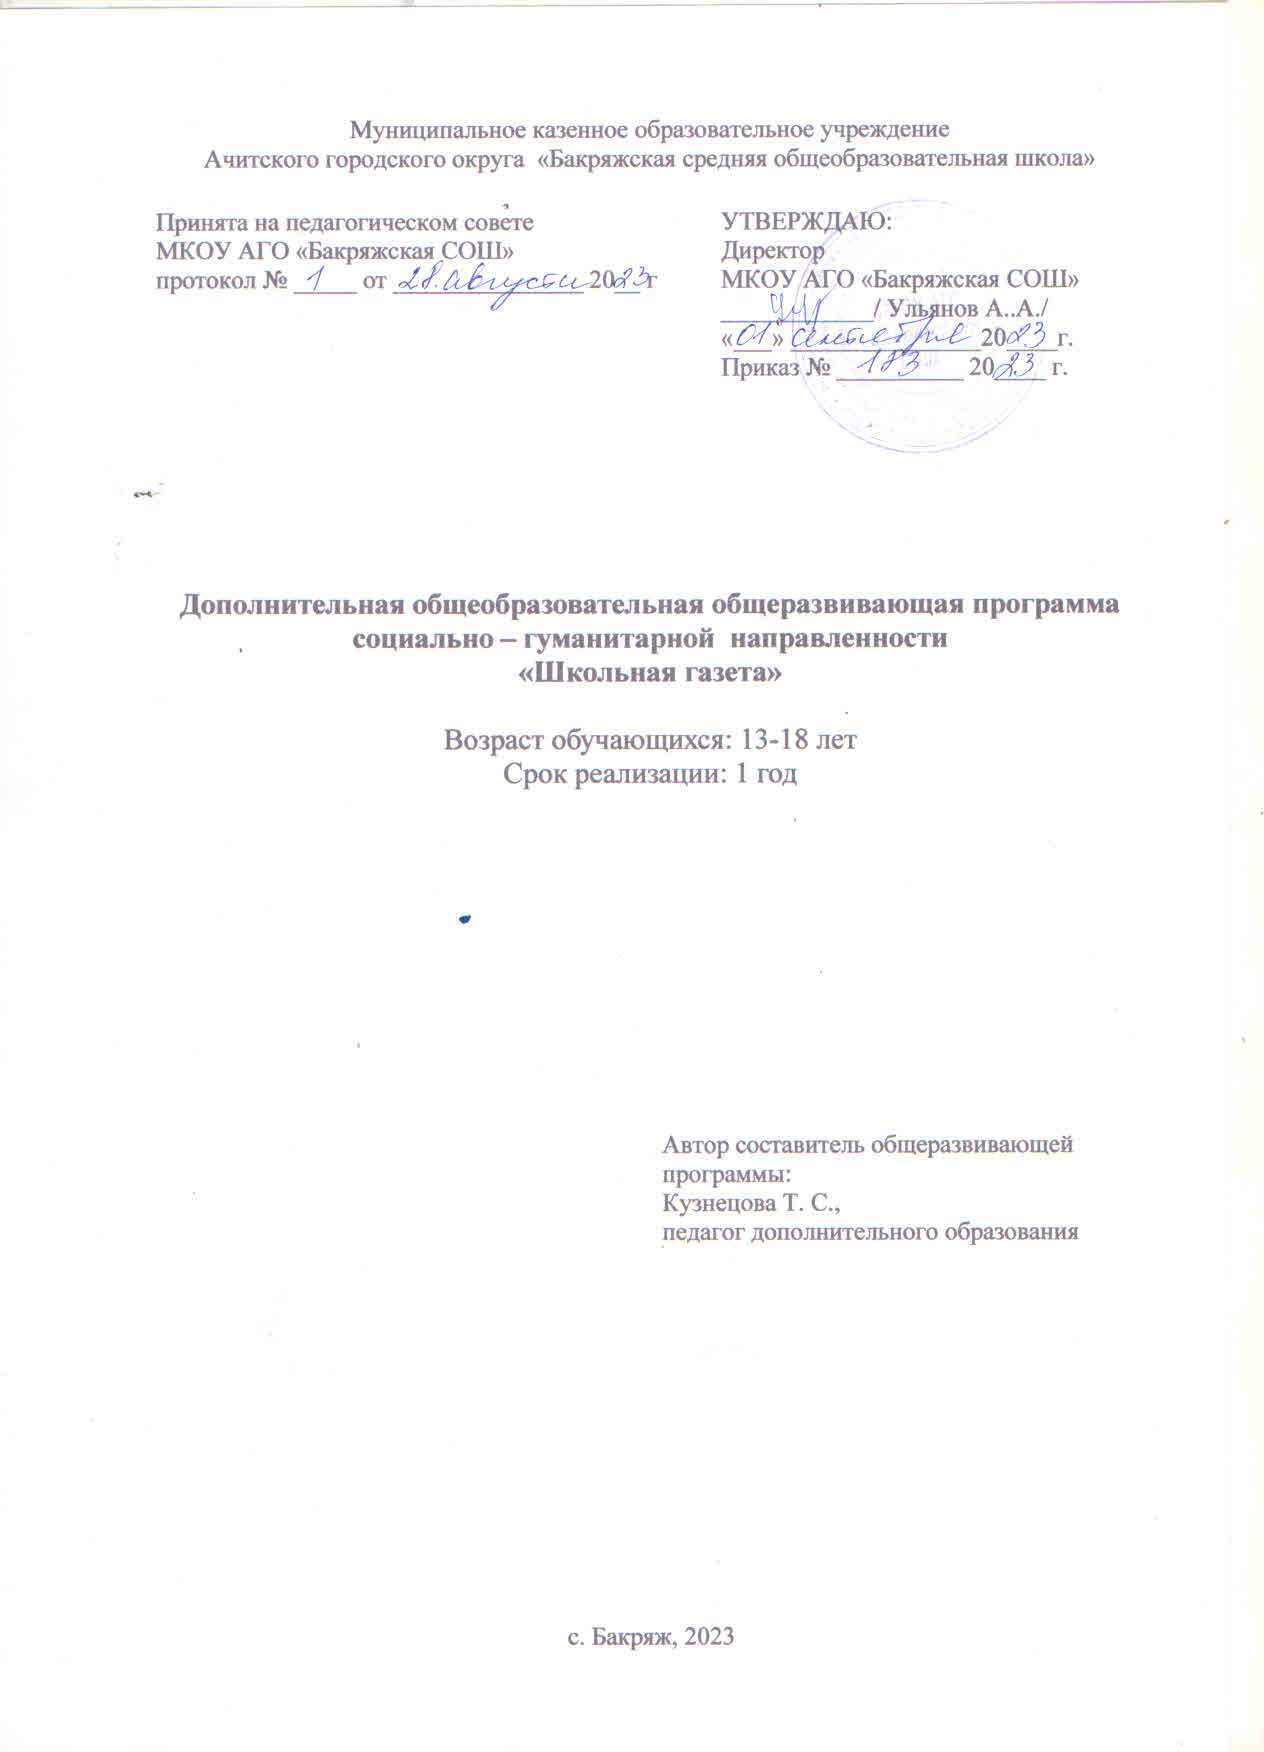 Муниципальное казенное образовательное учреждение
Ачитского городского округа «Бакряжская средняя общеобразовательная школа»
Принята на педагогическом совете
МКОУ АГО «Бакряжская СОШ»
протокол № 1 от 28. августа 2023 г
УТВЕРЖДАЮ:
Директор
МКОУ АГО «Бакряжская СОШ»
/ Ульянов А..А./
«01» сентября 2023 г.
Приказ № 183 2023 г.
Дополнительная общеобразовательная общеразвивающая программа
социально – гуманитарной направленности
«Школьная газета»
Возраст обучающихся: 13-18 лет
Срок реализации: 1 год
Автор составитель общеразвивающей
программы:
Кузнецова Т. С.,
педагог дополнительного образования
с. Бакряж, 2023